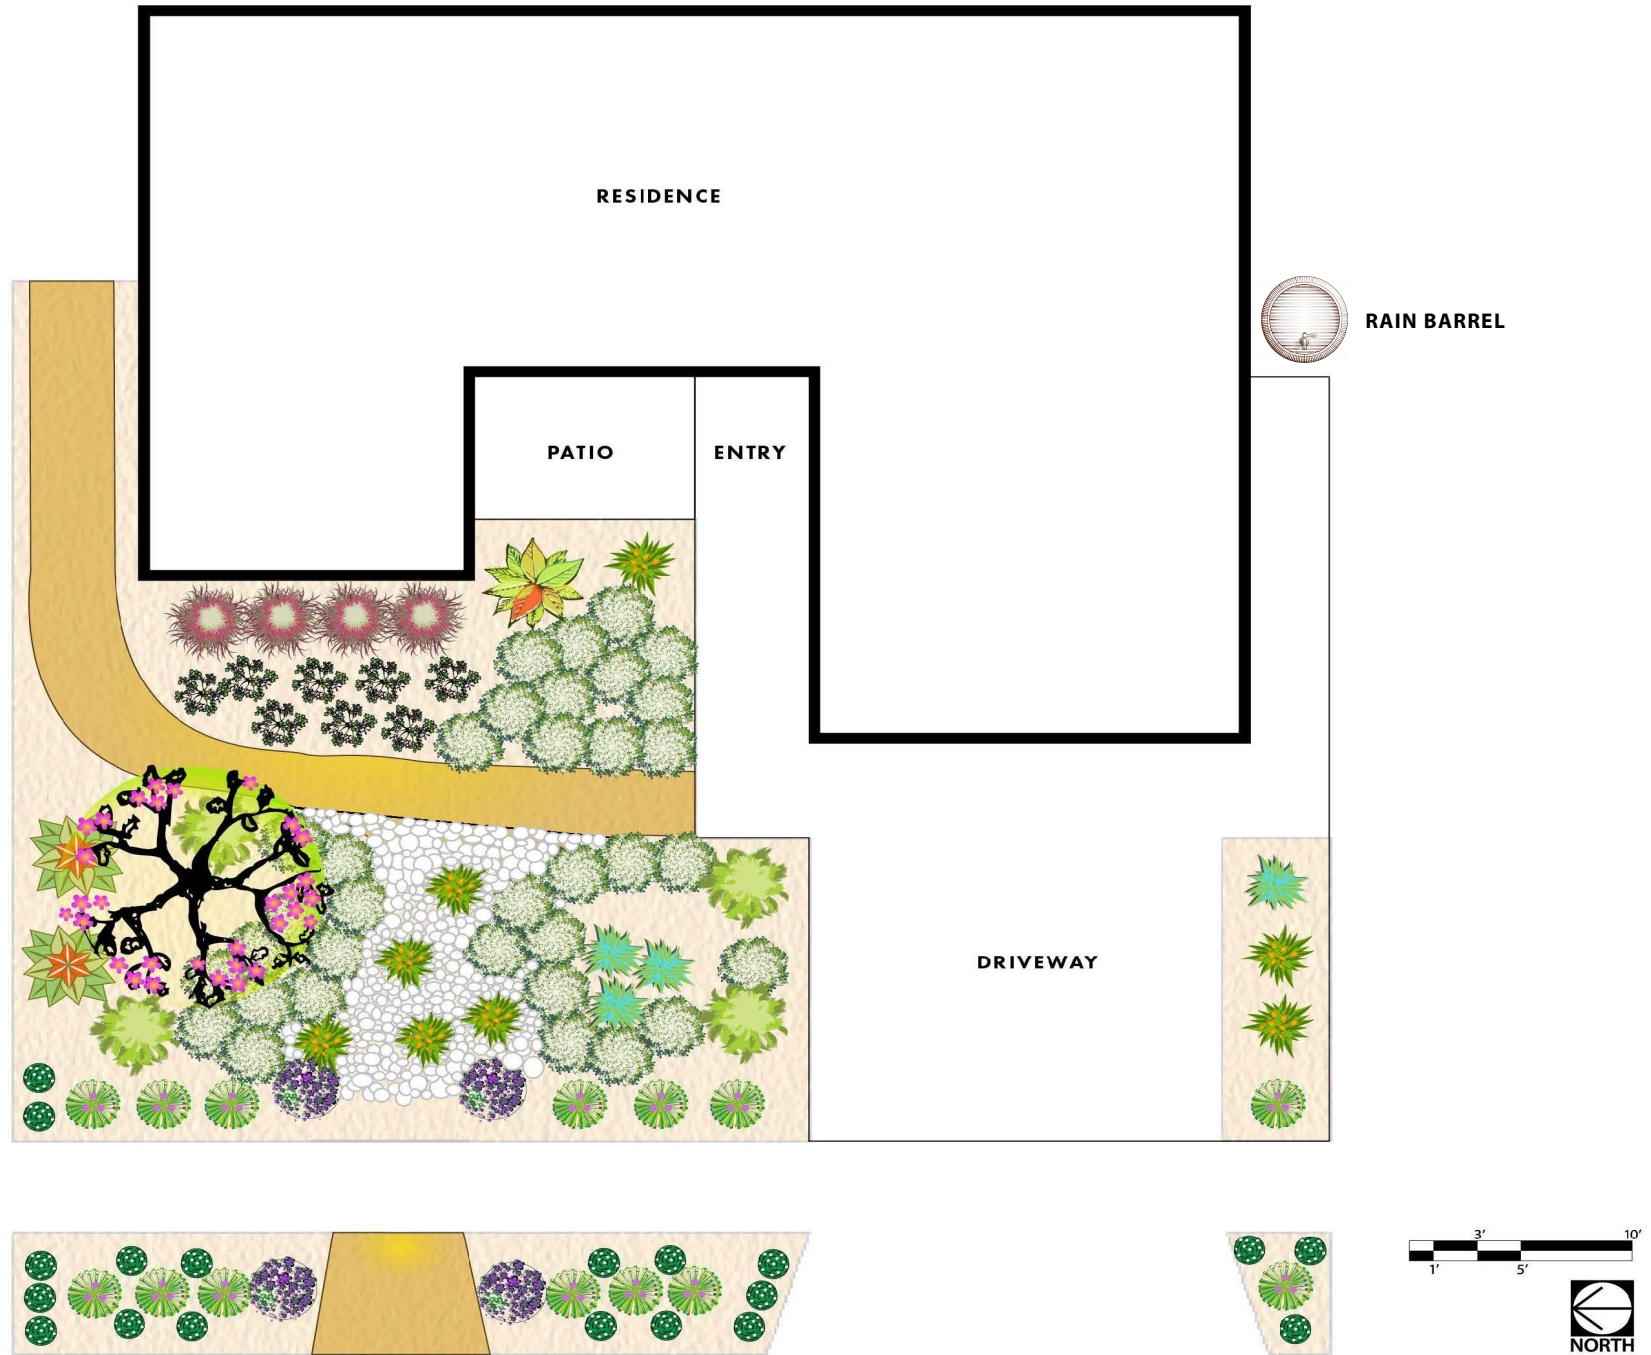 RESIDENCE
RAIN BARREL
PATIO
ENTRY
DRIVEWAY
3’
10’
1’
5’
NORTH